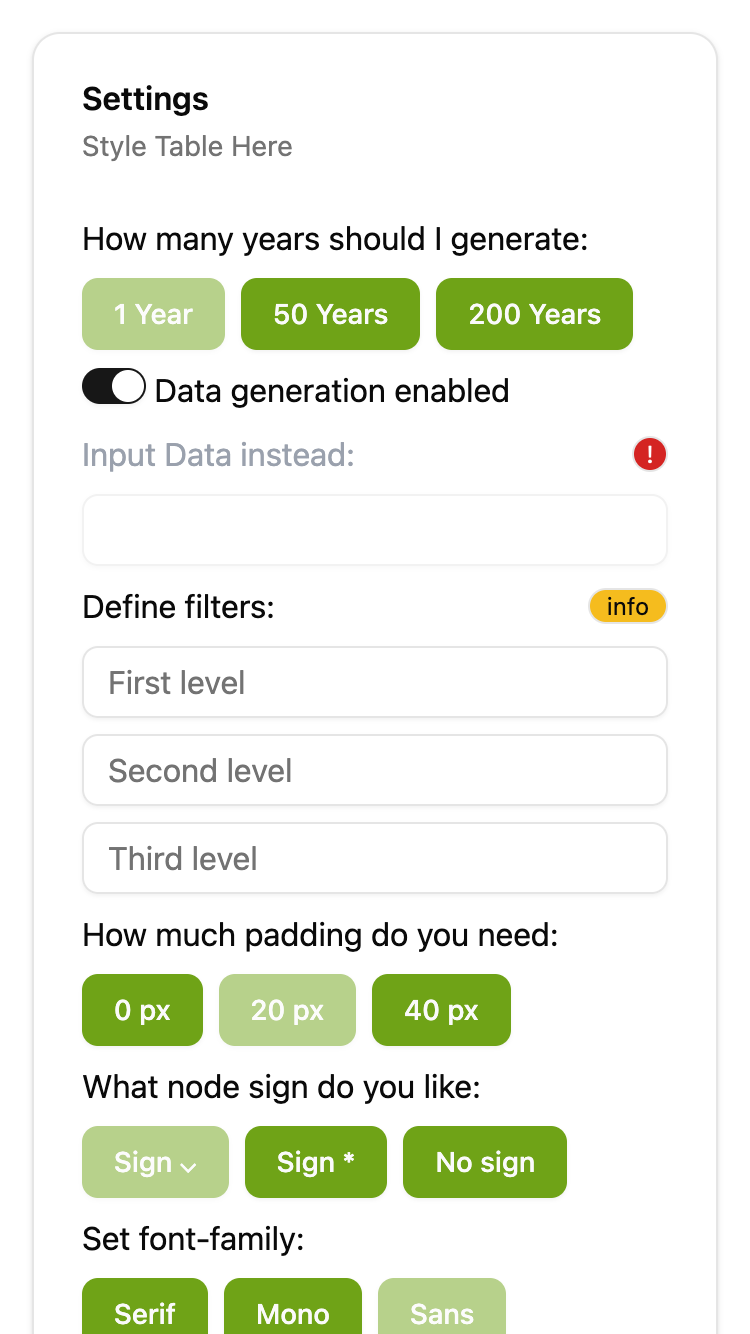 Settings
Style Table Here
How many years should I generate:
1 Year 50 Years 200 Years
Data generation enabled
Input Data instead: !
Define filters: info
First level
Second level
Third level
How much padding do you need:
0 px 20 px 40 px
What node sign do you like:
Sign ⌄ Sign * No sign
Set font-family:
Serif Mono Sans